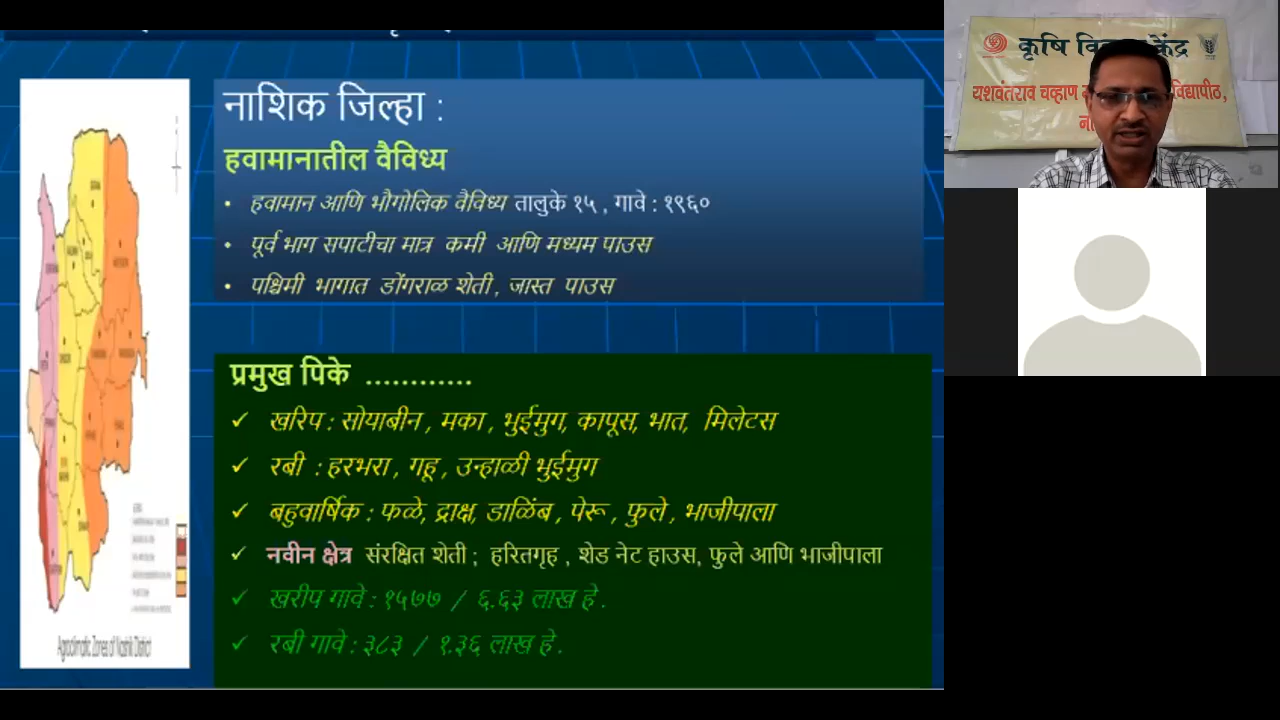 नाशिक जिल्हा :
हवामानातील वैविध्य
• हवामान आणि भौगोलिक वैविध्य तालुके १५ , गावे : १९६०
• पूर्व भाग सपाटीचा मात्र कमी आणि मध्यम पाउस
• पश्चिमी भागात डोंगराळ शेती , जास्त पाउस
प्रमुख पिके ............
✓ खरिप : सोयाबीन , मका , भुईमुग, कापूस, भात, मिलेटस
✓ रबी : हरभरा , गहू , उन्हाळी भुईमुग
✓ बहुवार्षिक : फळे, द्राक्ष, डाळिंब , पेरू , फुले , भाजीपाला
✓ नवीन क्षेत्र संरक्षित शेती ; हरितगृह , शेड नेट हाउस, फुले आणि भाजीपाला
✓ खरीप गावे : १५७७ / ६.६३ लाख हे .
✓ रबी गावे : ३८३ / १.३६ लाख हे .
Agroclimatic Zones of Nashik District
कृषि केंद्र
यशवंतराव चव्हाण विद्यापीठ,